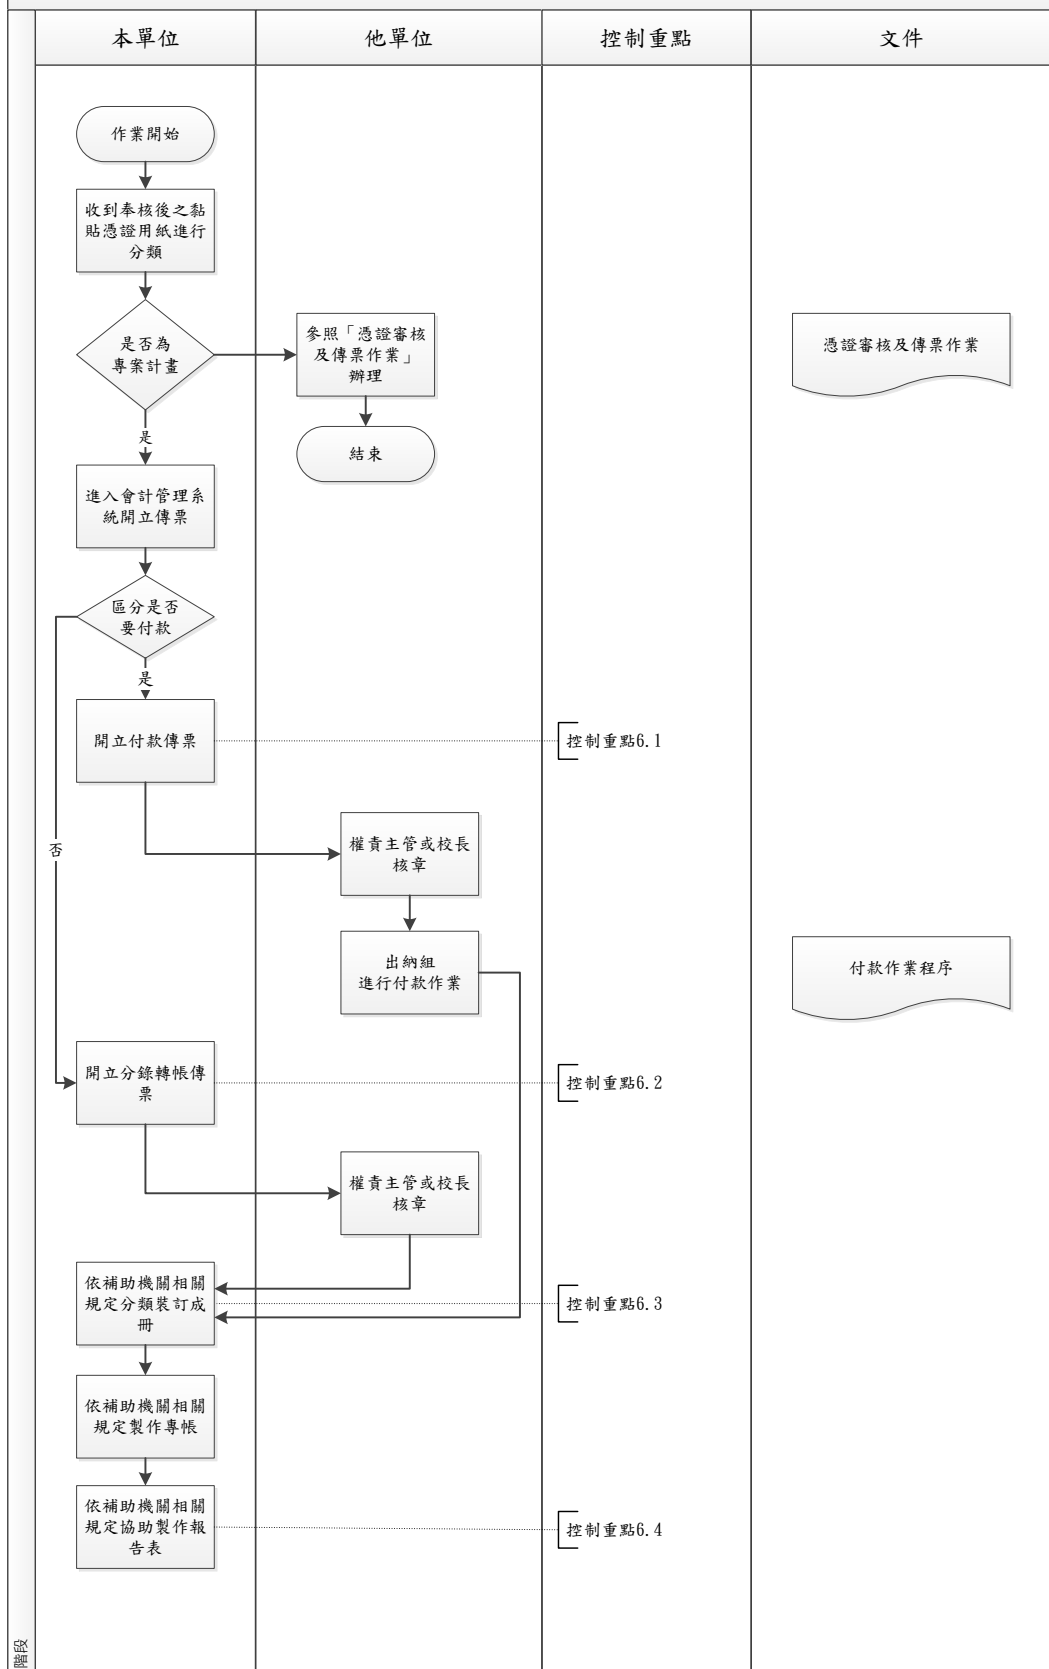 本單位
他單位
控制重點
文件
作業開始
收到奉核後之黏
貼憑證用紙進行
分類
是否為
專案計畫
參照「憑證審核
及傳票作業」
辦理
憑證審核及傳票作業
結束
是
進入會計管理系
統開立傳票
區分是否
要付款
是
開立付款傳票
控制重點6.1
否
權責主管或校長
核章
出納組
進行付款作業
付款作業程序
開立分錄轉帳傳
票
控制重點6.2
權責主管或校長
核章
依補助機關相關
規定分類裝訂成
冊
控制重點6.3
依補助機關相關
規定製作專帳
依補助機關相關
規定協助製作報
告表
控制重點6.4
階段